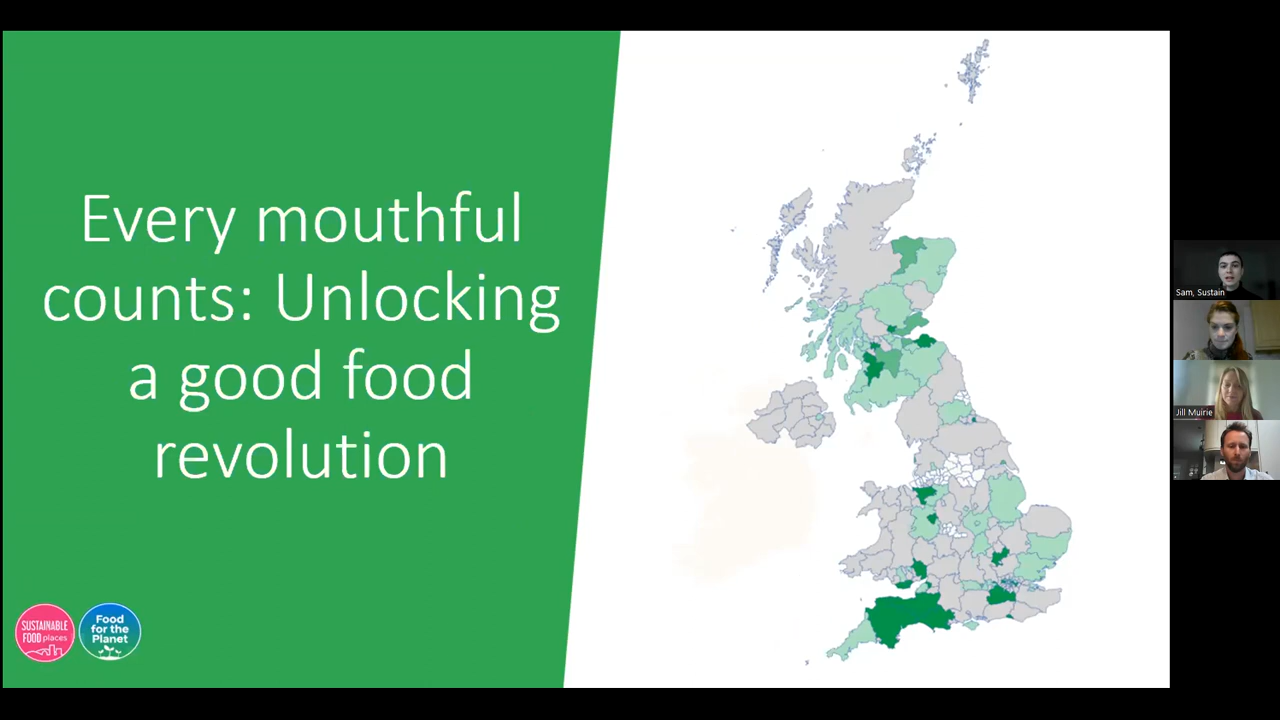 Every mouthful
counts: Unlocking
a good food
revolution
SUSTAINABLE
FOOD places
Food
for the
Planet
Sam, Sustain
Jill Muirie